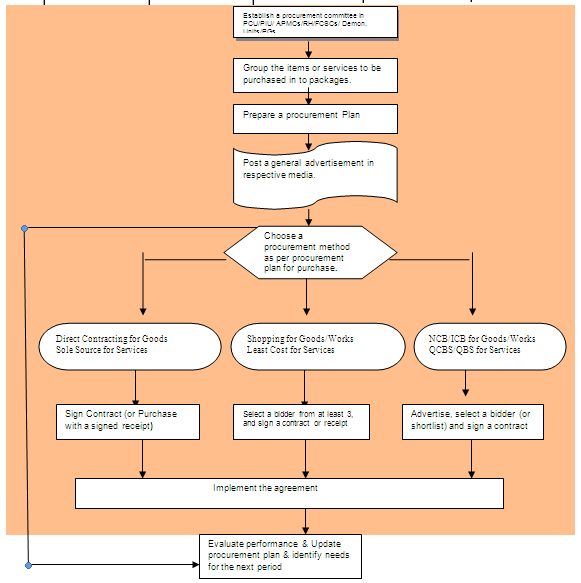 Establish a procurement committee in
PCU/PIU/ APMCs/RH/FCBCs/ Demon.
Units/PGs
Group the items or services to be
purchased in to packages.
Prepare a procurement Plan
Post a general advertisement in
respective media.
Choose a
procurement method
as per procurement
plan for purchase.
Direct Contracting for Goods
Sole Source for Services
Shopping for Goods/Works
Least Cost for Services
NCB/ICB for Goods/Works
QCBS/QBS for Services
Sign Contract (or Purchase
with a signed receipt)
Select a bidder from at least 3,
and sign a contract or receipt
Advertise, select a bidder (or
shortlist) and sign a contract
Implement the agreement
Evaluate performance & Update
procurement plan & identify needs
for the next period